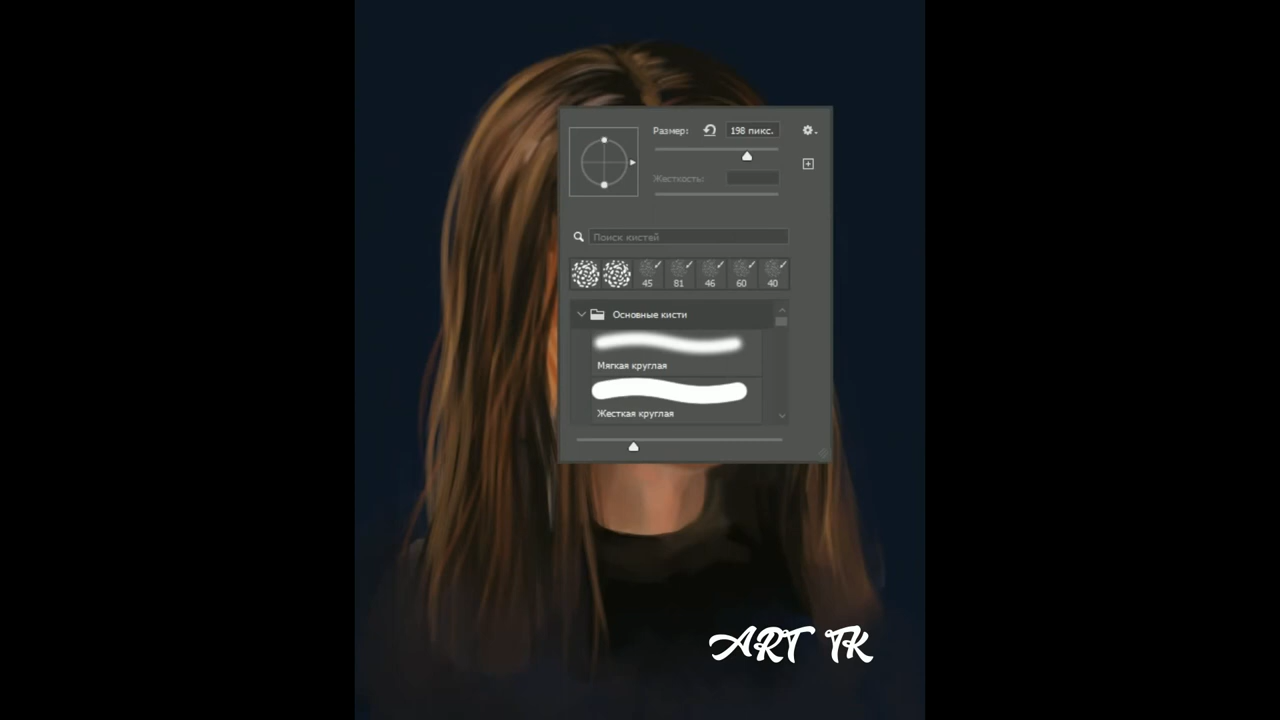 Размер: 198 пикс.
Жесткость:
Поиск кистей
45 81 46 60 40
Основные кисти
Мягкая круглая
Жесткая круглая
ART TK